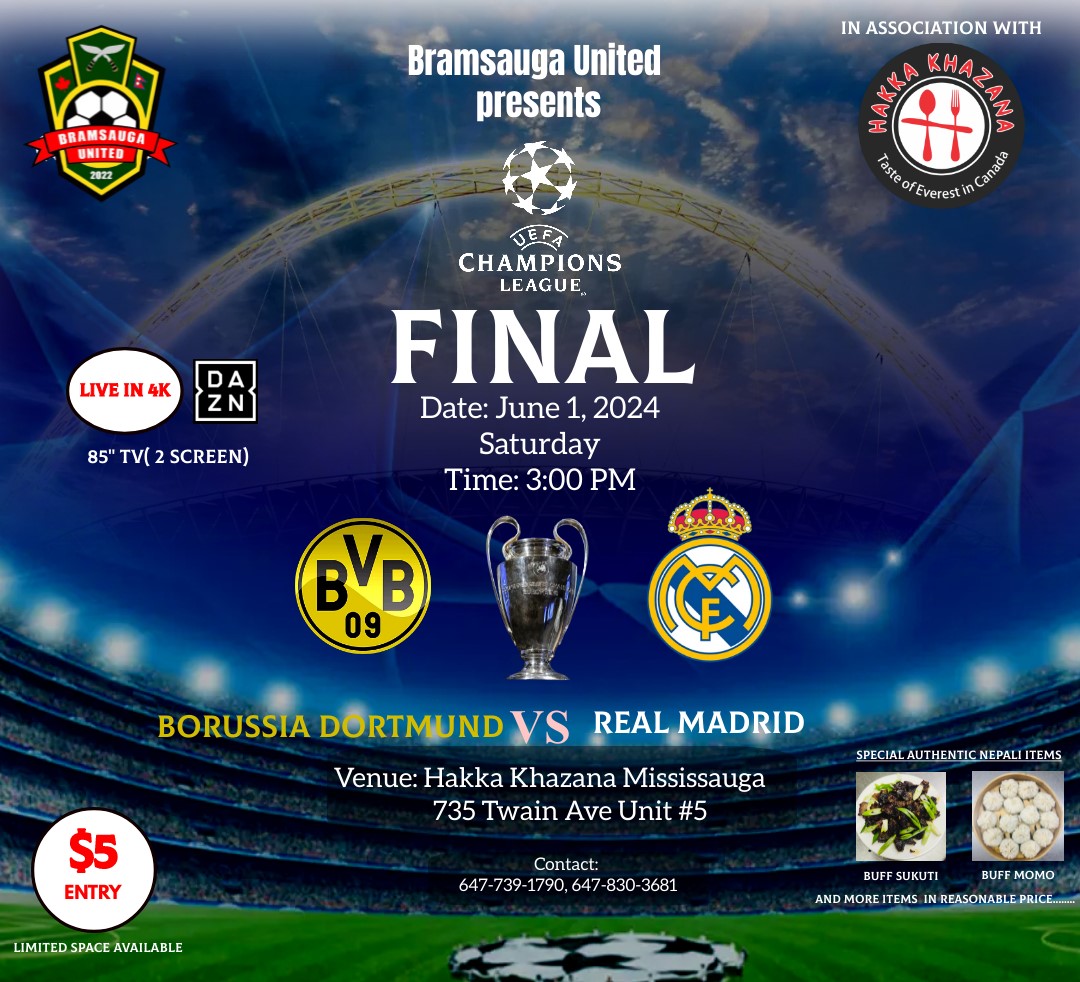 IN ASSOCIATION WITH
Bramsauga United
presents
BRAMSAUGA
UNITED
2022
HAKKA KHAZANA
Taste of Everest in Canada
UEFA
CHAMPIONS
LEAGUE
FINAL
Date: June 1, 2024
Saturday
Time: 3:00 PM
LIVE IN 4K
DA
ZN
85" TV( 2 SCREEN)
BVB
09
BORUSSIA DORTMUND VS REAL MADRID
Venue: Hakka Khazana Mississauga
735 Twain Ave Unit #5
Contact:
647-739-1790, 647-830-3681
$5
ENTRY
LIMITED SPACE AVAILABLE
SPECIAL AUTHENTIC NEPALI ITEMS
BUFF SUKUTI
BUFF MOMO
AND MORE ITEMS IN REASONABLE PRICE........